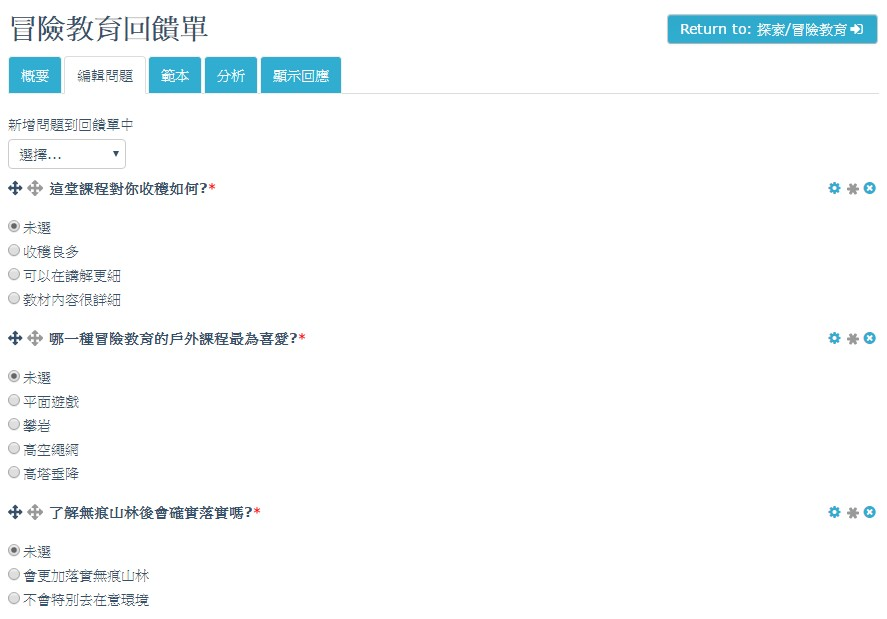 冒險教育回饋單
Return to: 探索/冒險教育
概要
編輯問題
範本
分析
顯示回應
新增問題到回饋單中
選擇...
這堂課程對你收穫如何?*
未選
收穫良多
可以在講解更細
教材內容很詳細
哪一種冒險教育的戶外課程最為喜愛?*
未選
平面遊戲
攀岩
高空繩網
高塔垂降
了解無痕山林後會確實落實嗎?*
未選
會更加落實無痕山林
不會特別去在意環境